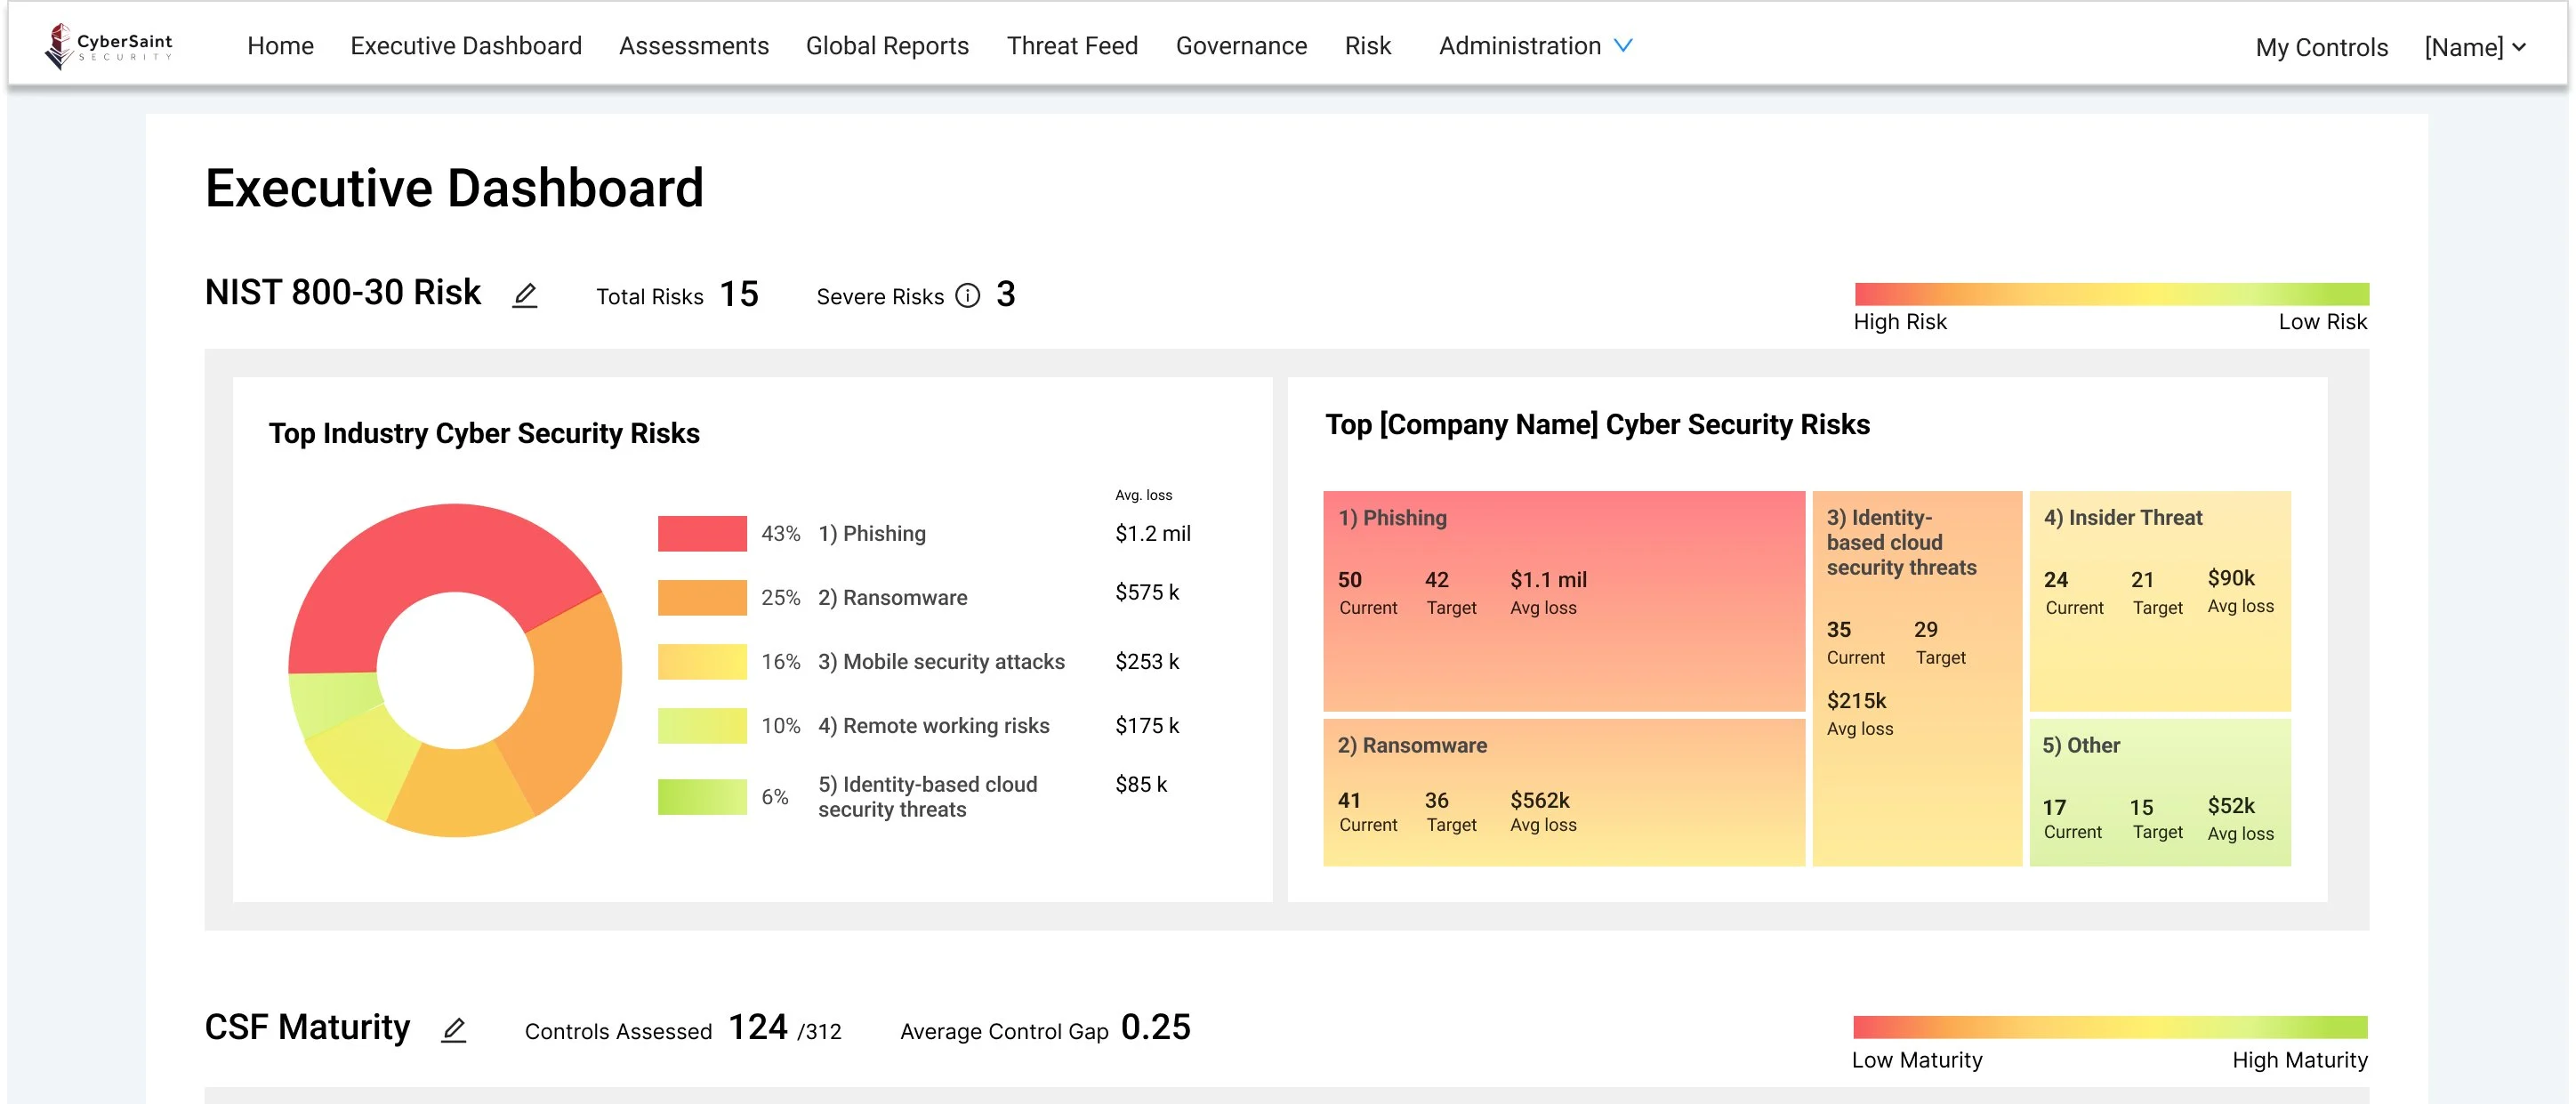 CyberSaint
SECURITY
Home Executive Dashboard Assessments Global Reports Threat Feed Governance Risk Administration
My Controls [Name]
Executive Dashboard
NIST 800-30 Risk Total Risks 15 Severe Risks 3
High Risk Low Risk
Top Industry Cyber Security Risks
Avg. loss
43% 1) Phishing $1.2 mil
25% 2) Ransomware $575 k
16% 3) Mobile security attacks $253 k
10% 4) Remote working risks $175 k
6% 5) Identity-based cloud
security threats
$85 k
Top [Company Name] Cyber Security Risks
1) Phishing
50 42 $1.1 mil
Current Target Avg loss
2) Ransomware
41 36 $562k
Current Target Avg loss
3) Identity-
based cloud
security threats
35 29
Current Target
$215k
Avg loss
4) Insider Threat
24 21 $90k
Current Target Avg loss
5) Other
17 15 $52k
Current Target Avg loss
CSF Maturity Controls Assessed 124 /312 Average Control Gap 0.25
Low Maturity High Maturity